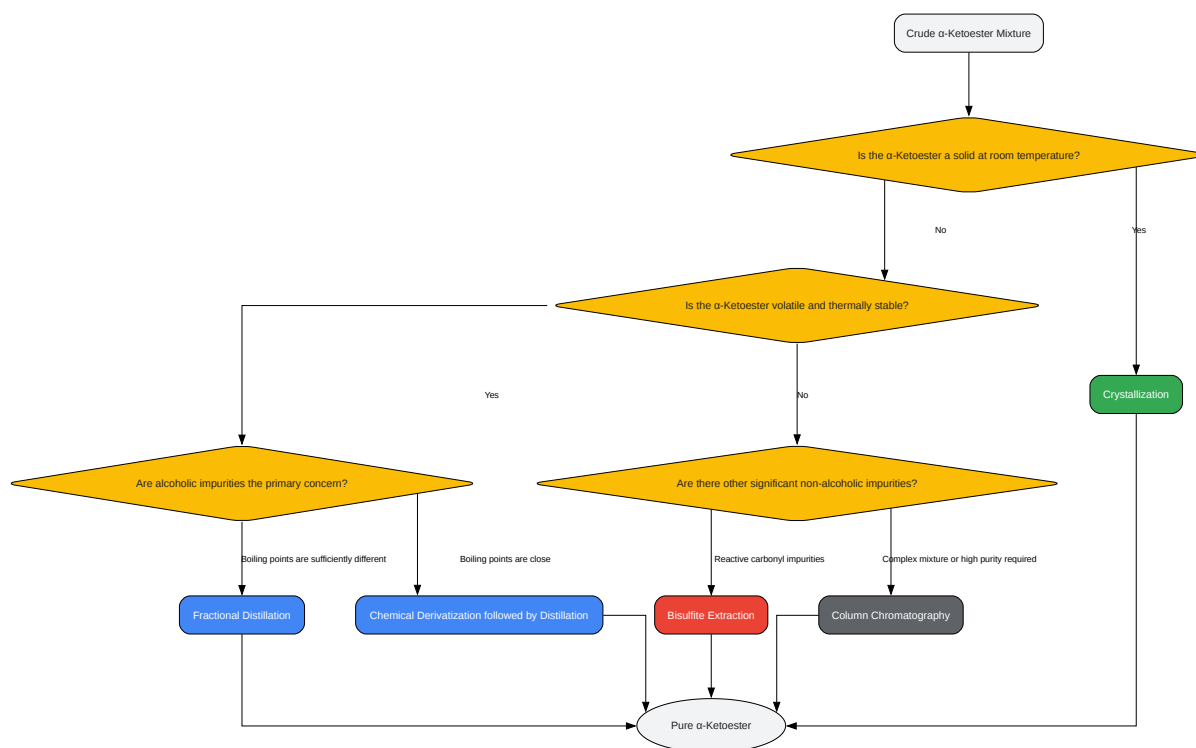 Crude α-Ketoester Mixture
Is the α-Ketoester a solid at room temperature?
No
Yes
Is the α-Ketoester volatile and thermally stable?
Yes
No
Crystallization
Are alcoholic impurities the primary concern?
Are there other significant non-alcoholic impurities?
Boiling points are sufficiently different
Boiling points are close
Reactive carbonyl impurities
Complex mixture or high purity required
Fractional Distillation
Chemical Derivatization followed by Distillation
Bisulfite Extraction
Column Chromatography
Pure α-Ketoester